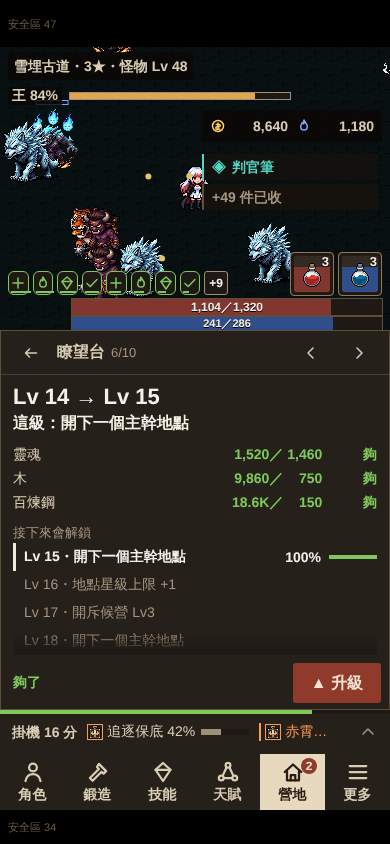 安全區 47
雪埋古道・3★・怪物 Lv 48
王 84%
8,640 1,180
◈ 判官筆
+49 件已收
3 3
+9
1,104／1,320
241／286
← 瞭望台 6/10
Lv 14 → Lv 15
這級：開下一個主幹地點
靈魂 1,520／ 1,460 夠
木 9,860／ 750 夠
百煉鋼 18.6K／ 150 夠
接下來會解鎖
Lv 15・開下一個主幹地點 100%
Lv 16・地點星級上限 +1
Lv 17・開斥候營 Lv3
Lv 18・開下一個主幹地點
夠了 ▲ 升級
掛機 16 分 追逐保底 42% 赤霄…
2
角色 鍛造 技能 天賦 營地 更多
安全區 34